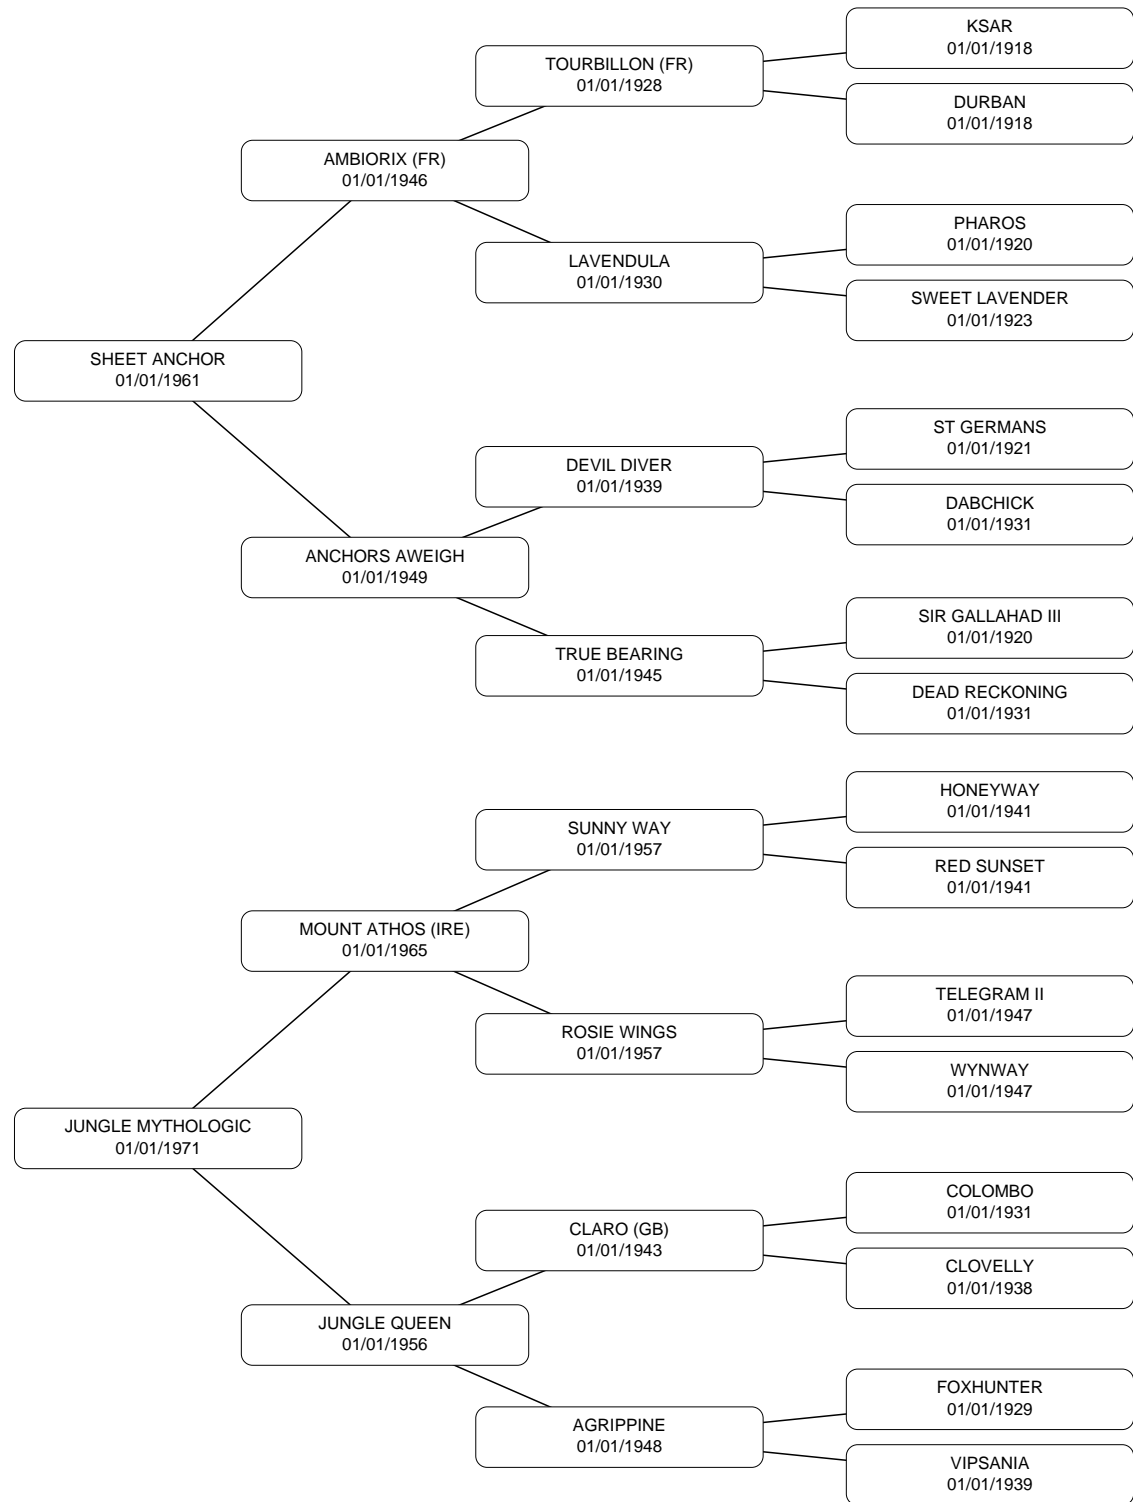 KSAR
01/01/1918
TOURBILLON (FR)
01/01/1928
DURBAN
01/01/1918
AMBIORIX (FR)
01/01/1946
PHAROS
01/01/1920
LAVENDULA
01/01/1930
SWEET LAVENDER
01/01/1923
SHEET ANCHOR
01/01/1961
ST GERMANS
01/01/1921
DEVIL DIVER
01/01/1939
DABCHICK
01/01/1931
ANCHORS AWEIGH
01/01/1949
SIR GALLAHAD III
01/01/1920
TRUE BEARING
01/01/1945
DEAD RECKONING
01/01/1931
HONEYWAY
01/01/1941
SUNNY WAY
01/01/1957
RED SUNSET
01/01/1941
MOUNT ATHOS (IRE)
01/01/1965
TELEGRAM II
01/01/1947
ROSIE WINGS
01/01/1957
WYNWAY
01/01/1947
JUNGLE MYTHOLOGIC
01/01/1971
COLOMBO
01/01/1931
CLARO (GB)
01/01/1943
CLOVELLY
01/01/1938
JUNGLE QUEEN
01/01/1956
FOXHUNTER
01/01/1929
AGRIPPINE
01/01/1948
VIPSANIA
01/01/1939